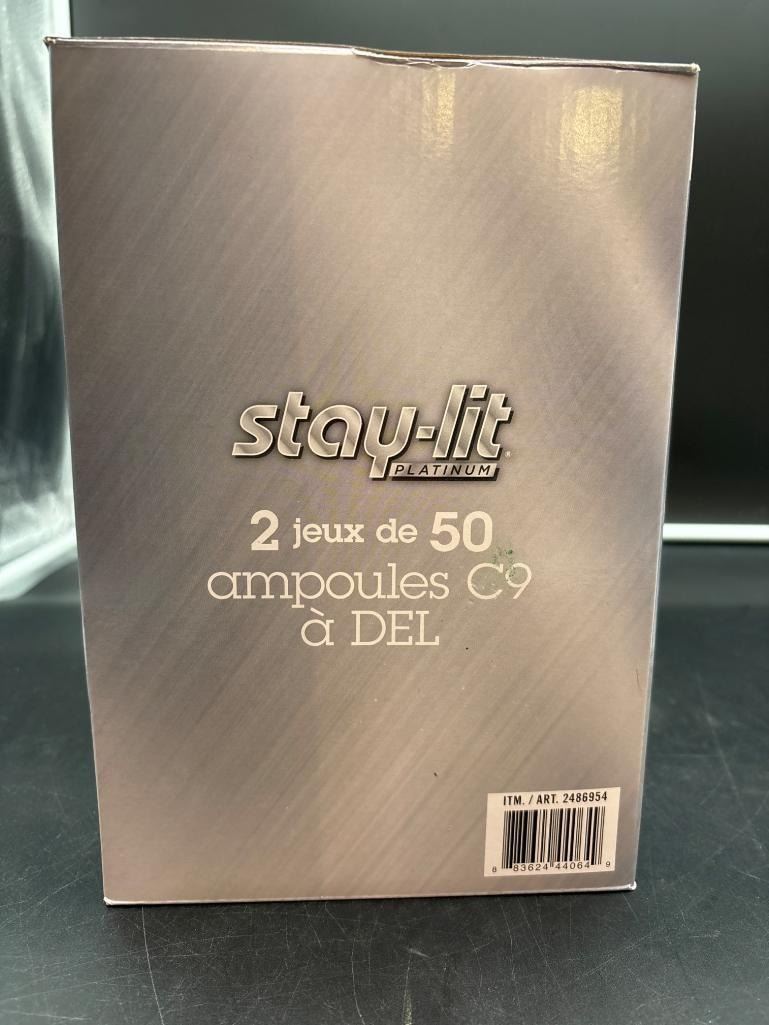 stay-lit®
PLATINUM
2 jeux de 50
ampoules C9
à DEL
ITM. / ART. 2486954
8 83624 44064 9